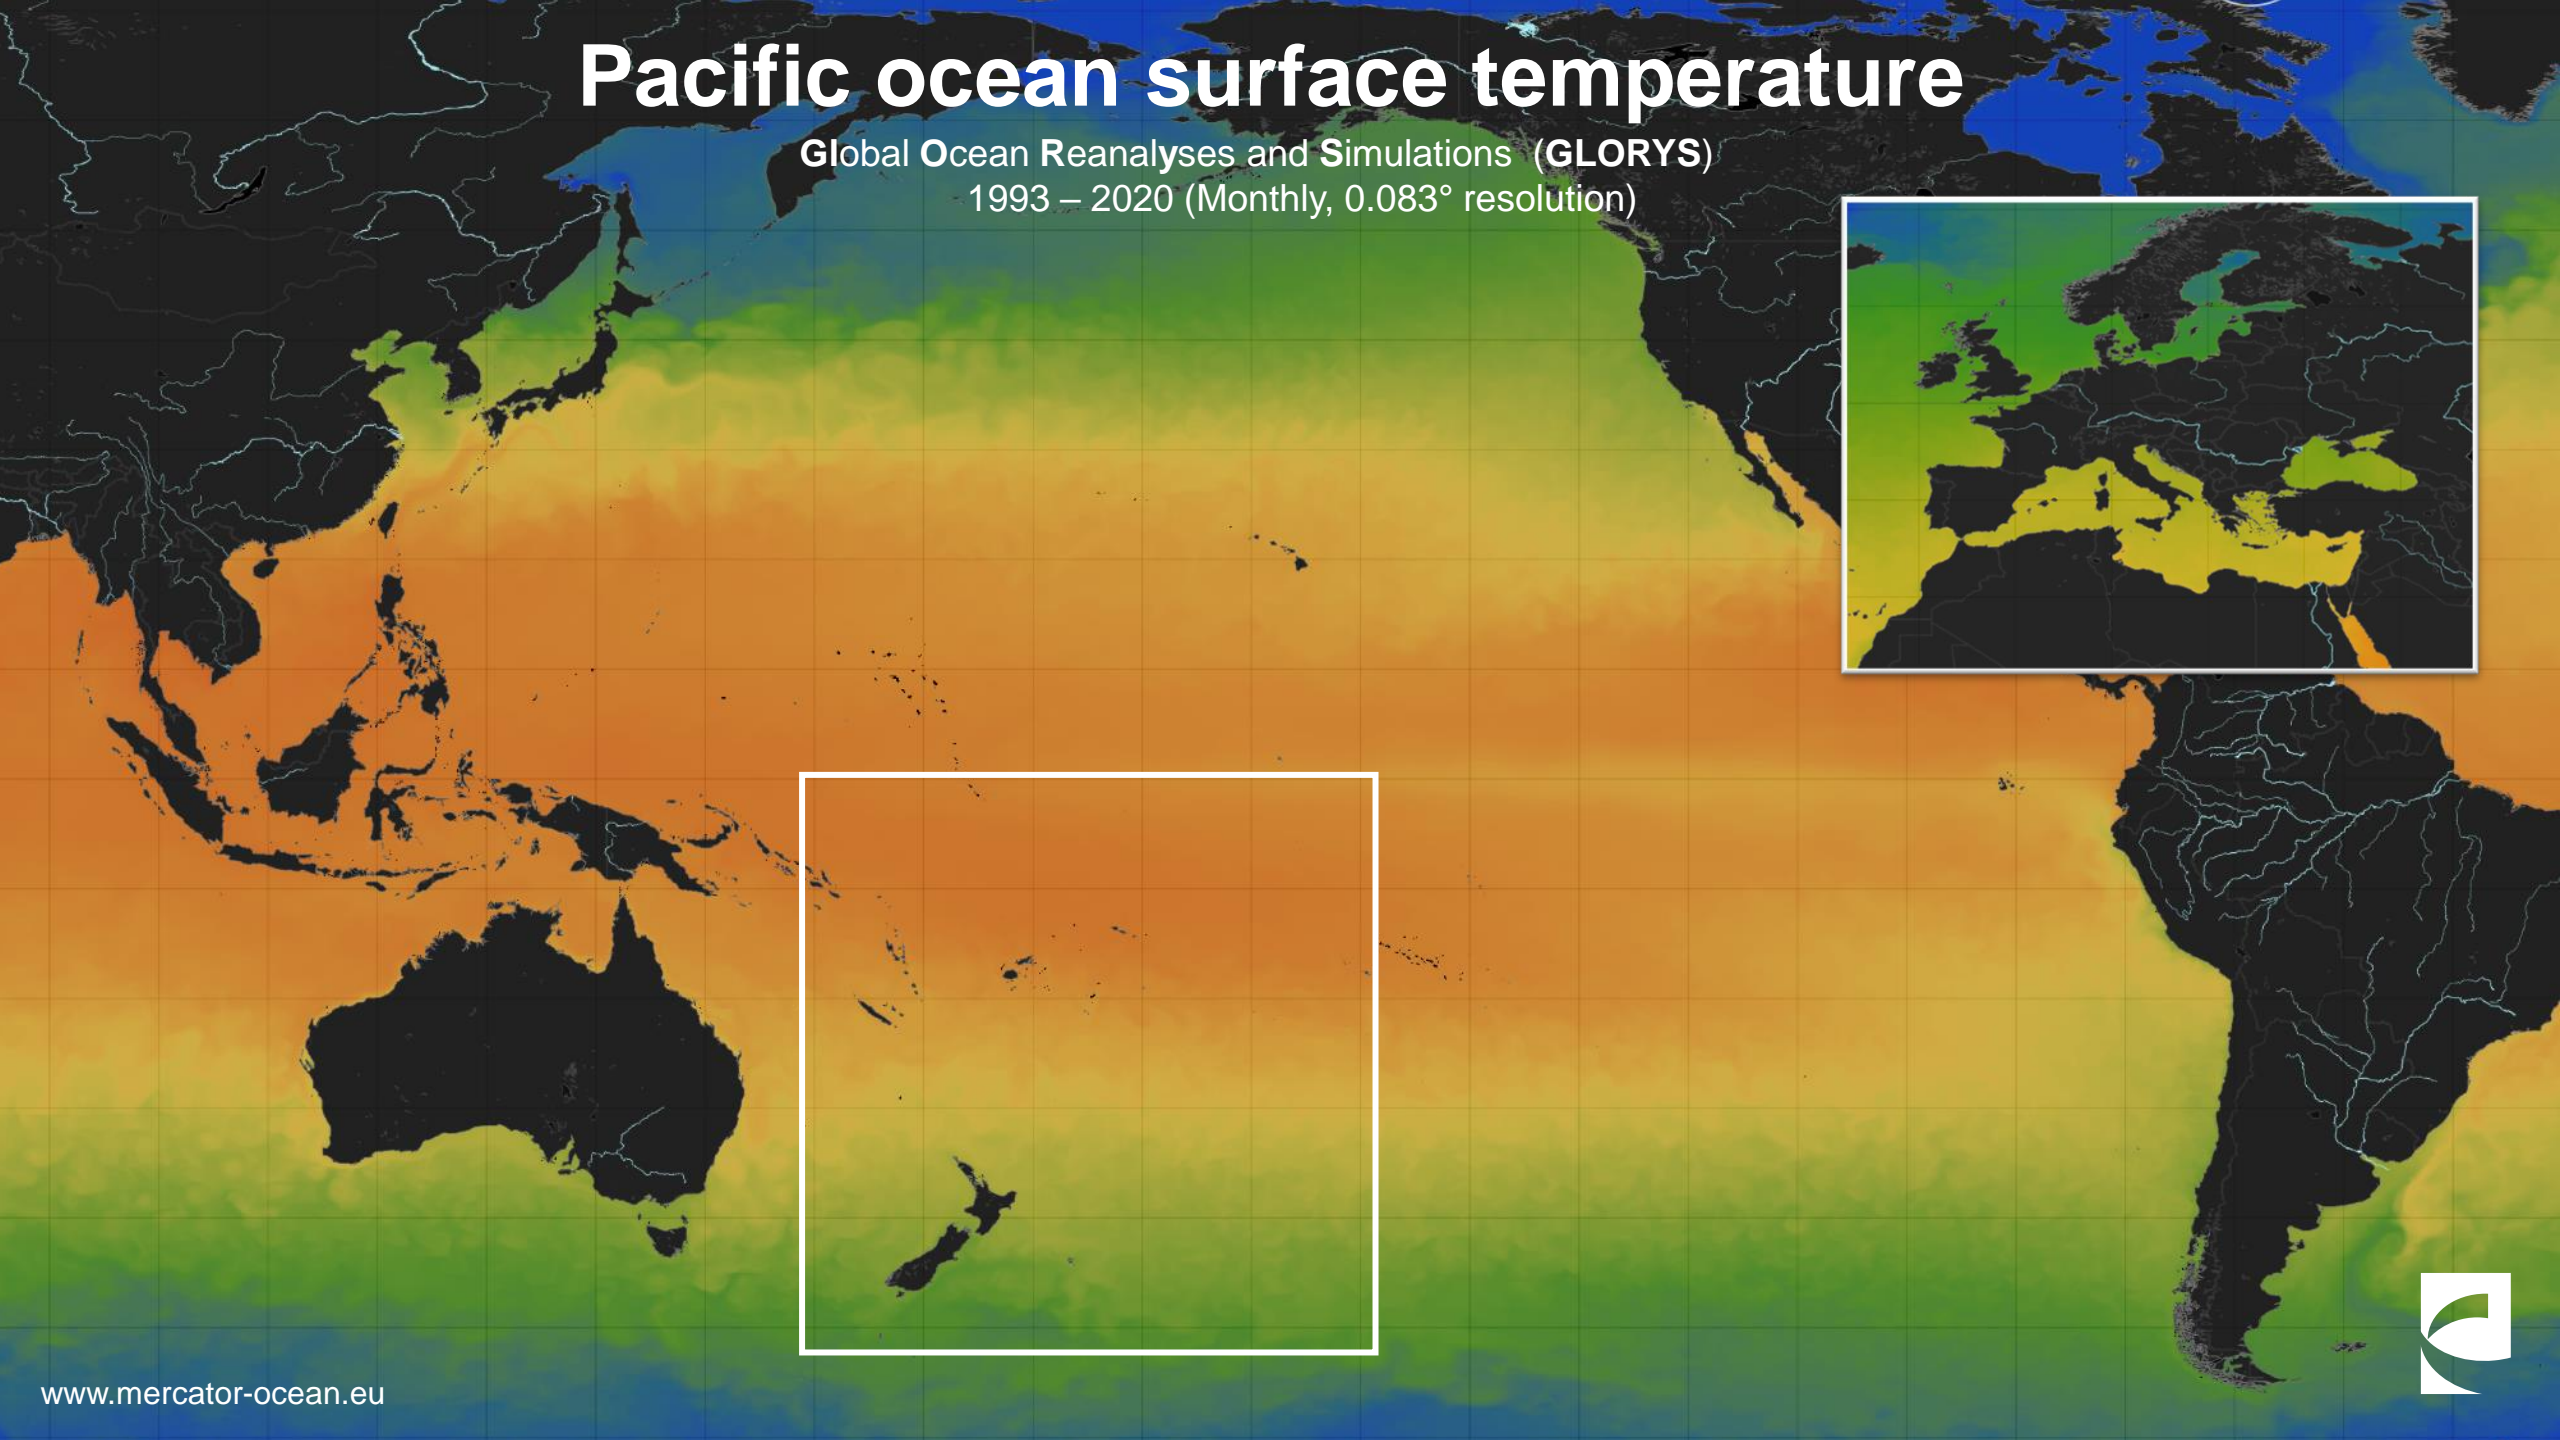 Pacific ocean surface temperature
Global Ocean Reanalyses and Simulations (GLORYS)
1993 – 2020 (Monthly, 0.083° resolution)
www.mercator-ocean.eu